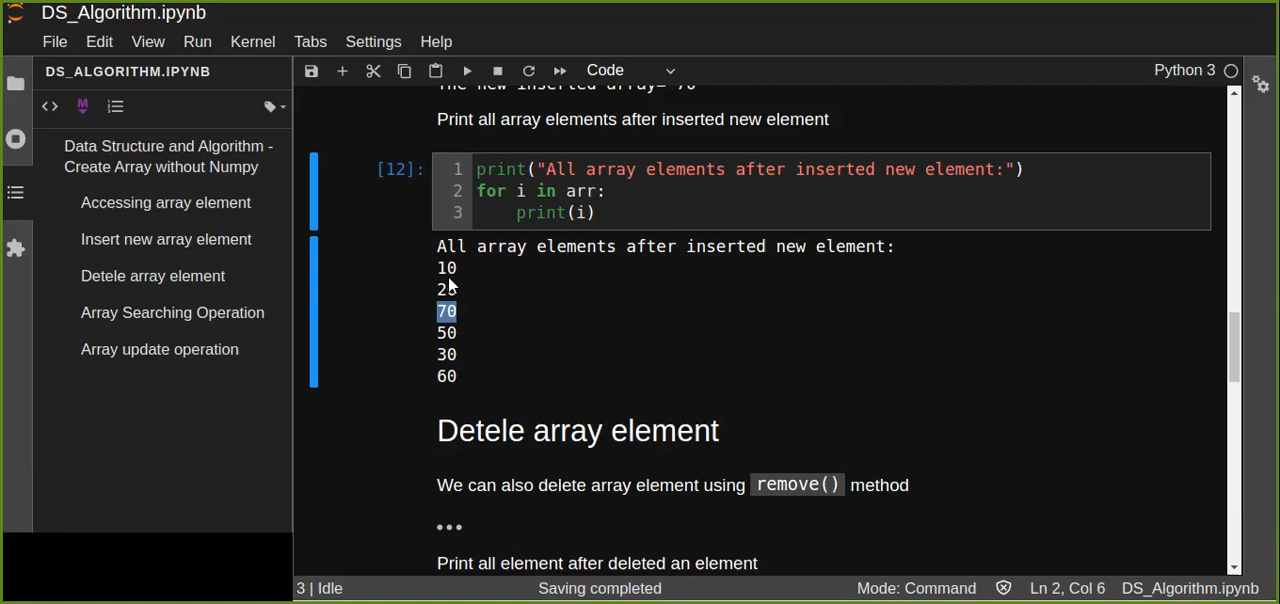 DS_Algorithm.ipynb
File Edit View Run Kernel Tabs Settings Help
DS_ALGORITHM.IPYNB
Code
Python 3
Data Structure and Algorithm -
Create Array without Numpy
Accessing array element
Insert new array element
Detele array element
Array Searching Operation
Array update operation
Print all array elements after inserted new element
[12]:
1 print("All array elements after inserted new element:")
2 for i in arr:
3 print(i)
All array elements after inserted new element:
10
70
50
30
60
Detele array element
We can also delete array element using remove() method
Print all element after deleted an element
3 | Idle
Saving completed
Mode: Command
Ln 2, Col 6
DS_Algorithm.ipynb